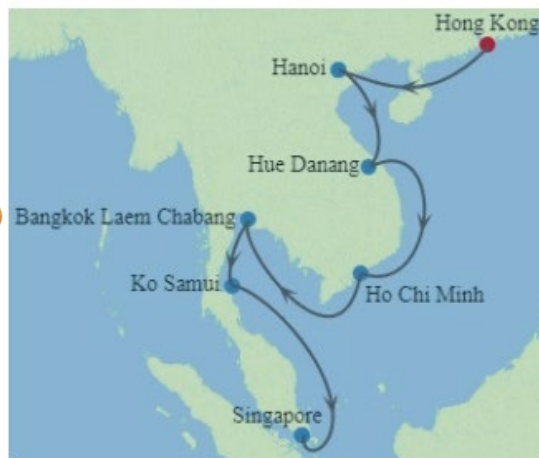 Hong Kong
Hanoi
Hue Danang
Bangkok Laem Chabang
Ko Samui
Ho Chi Minh
Singapore